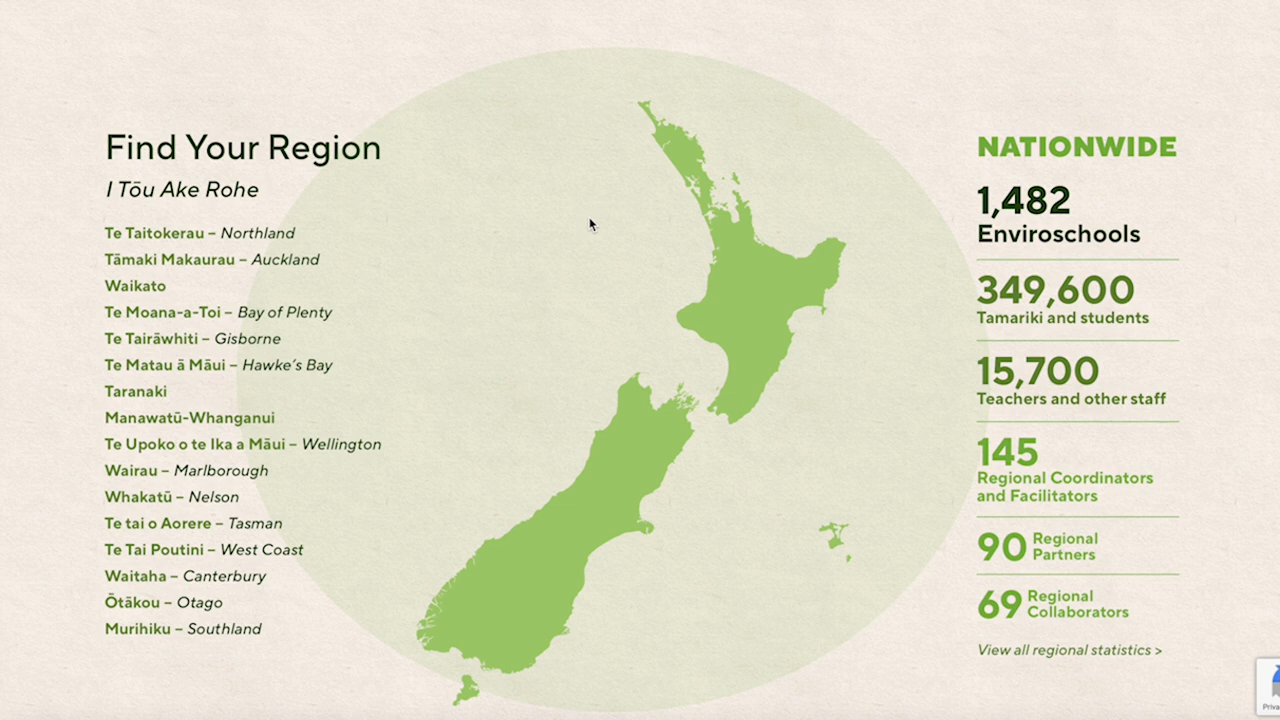 Find Your Region
I Tōu Ake Rohe
Te Taitokerau – Northland
Tāmaki Makaurau – Auckland
Waikato
Te Moana-a-Toi – Bay of Plenty
Te Tairāwhiti – Gisborne
Te Matau ā Māui – Hawke's Bay
Taranaki
Manawatū-Whanganui
Te Upoko o te Ika a Māui – Wellington
Wairau – Marlborough
Whakatū – Nelson
Te tai o Aorere – Tasman
Te Tai Poutini – West Coast
Waitaha – Canterbury
Ōtākou – Otago
Murihiku – Southland
NATIONWIDE
1,482
Enviroschools
349,600
Tamariki and students
15,700
Teachers and other staff
145
Regional Coordinators
and Facilitators
90 Regional
Partners
69 Regional
Collaborators
View all regional statistics >